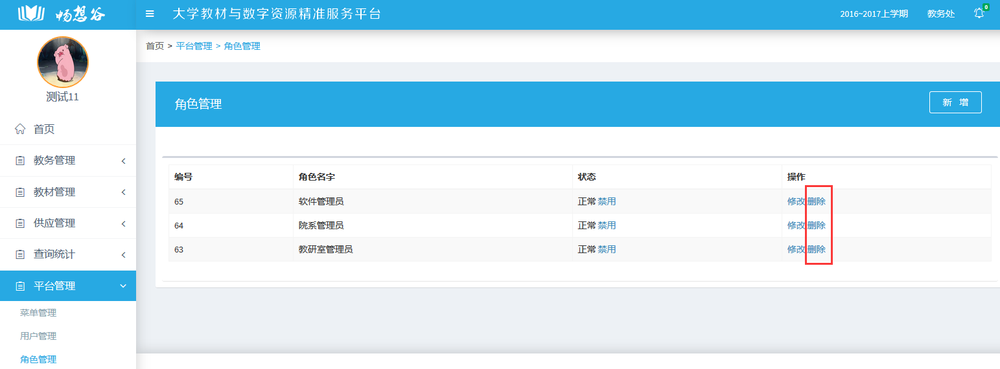 畅想谷 大学教材与数字资源精准服务平台 2016~2017上学期 教务处 0
首页 > 平台管理 > 角色管理
测试11
首页
教务管理
教材管理
供应管理
查询统计
平台管理
菜单管理
用户管理
角色管理
角色管理 新 增
编号 角色名字 状态 操作
65 软件管理员 正常 禁用 修改 删除
64 院系管理员 正常 禁用 修改 删除
63 教研室管理员 正常 禁用 修改 删除